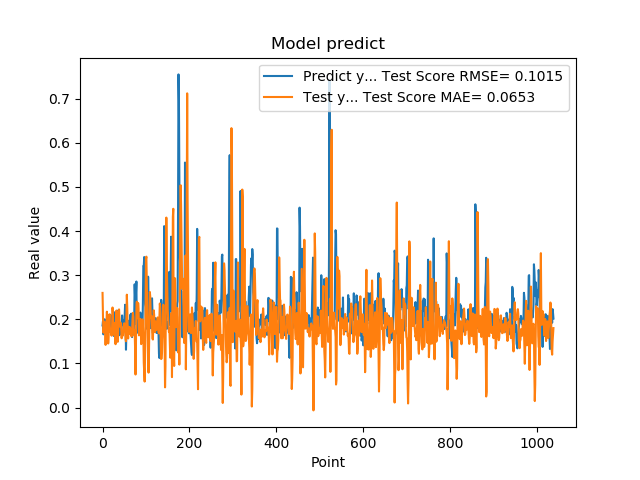 Model predict
Predict y... Test Score RMSE= 0.1015
Test y... Test Score MAE= 0.0653
0.7
0.6
0.5
0.4
0.3
0.2
0.1
0.0
Real value
0 200 400 600 800 1000
Point